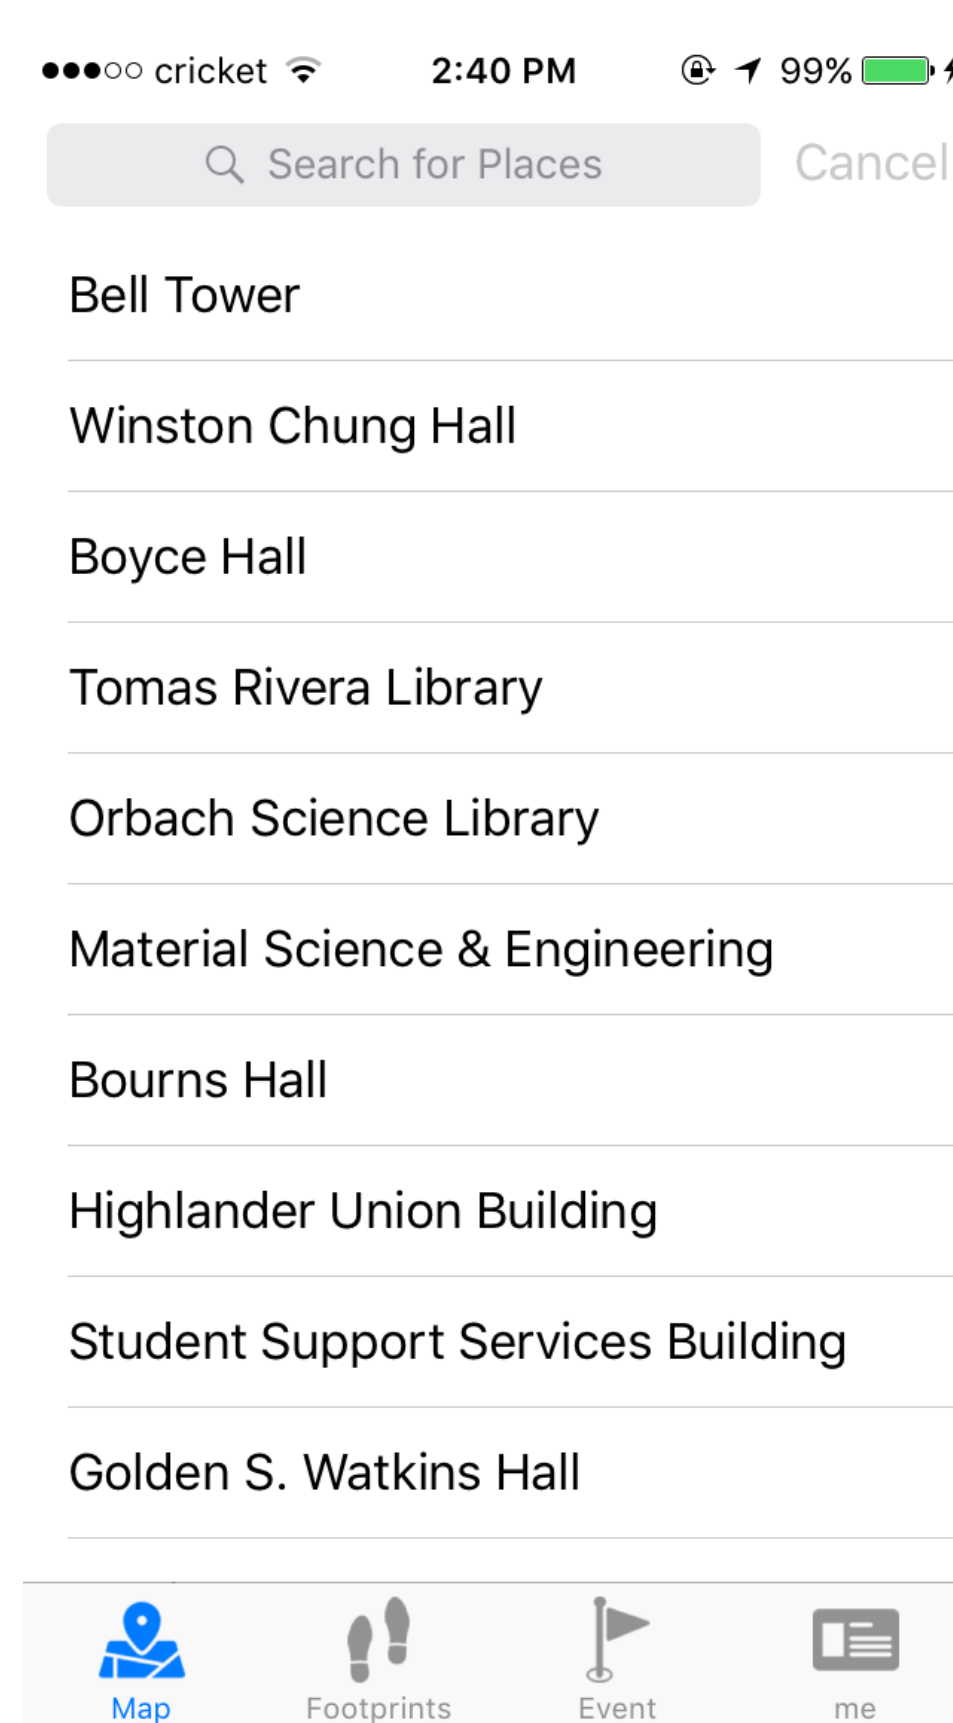 cricket 2:40 PM 99%
Search for Places Cancel
Bell Tower
Winston Chung Hall
Boyce Hall
Tomas Rivera Library
Orbach Science Library
Material Science & Engineering
Bourns Hall
Highlander Union Building
Student Support Services Building
Golden S. Watkins Hall
Map Footprints Event me